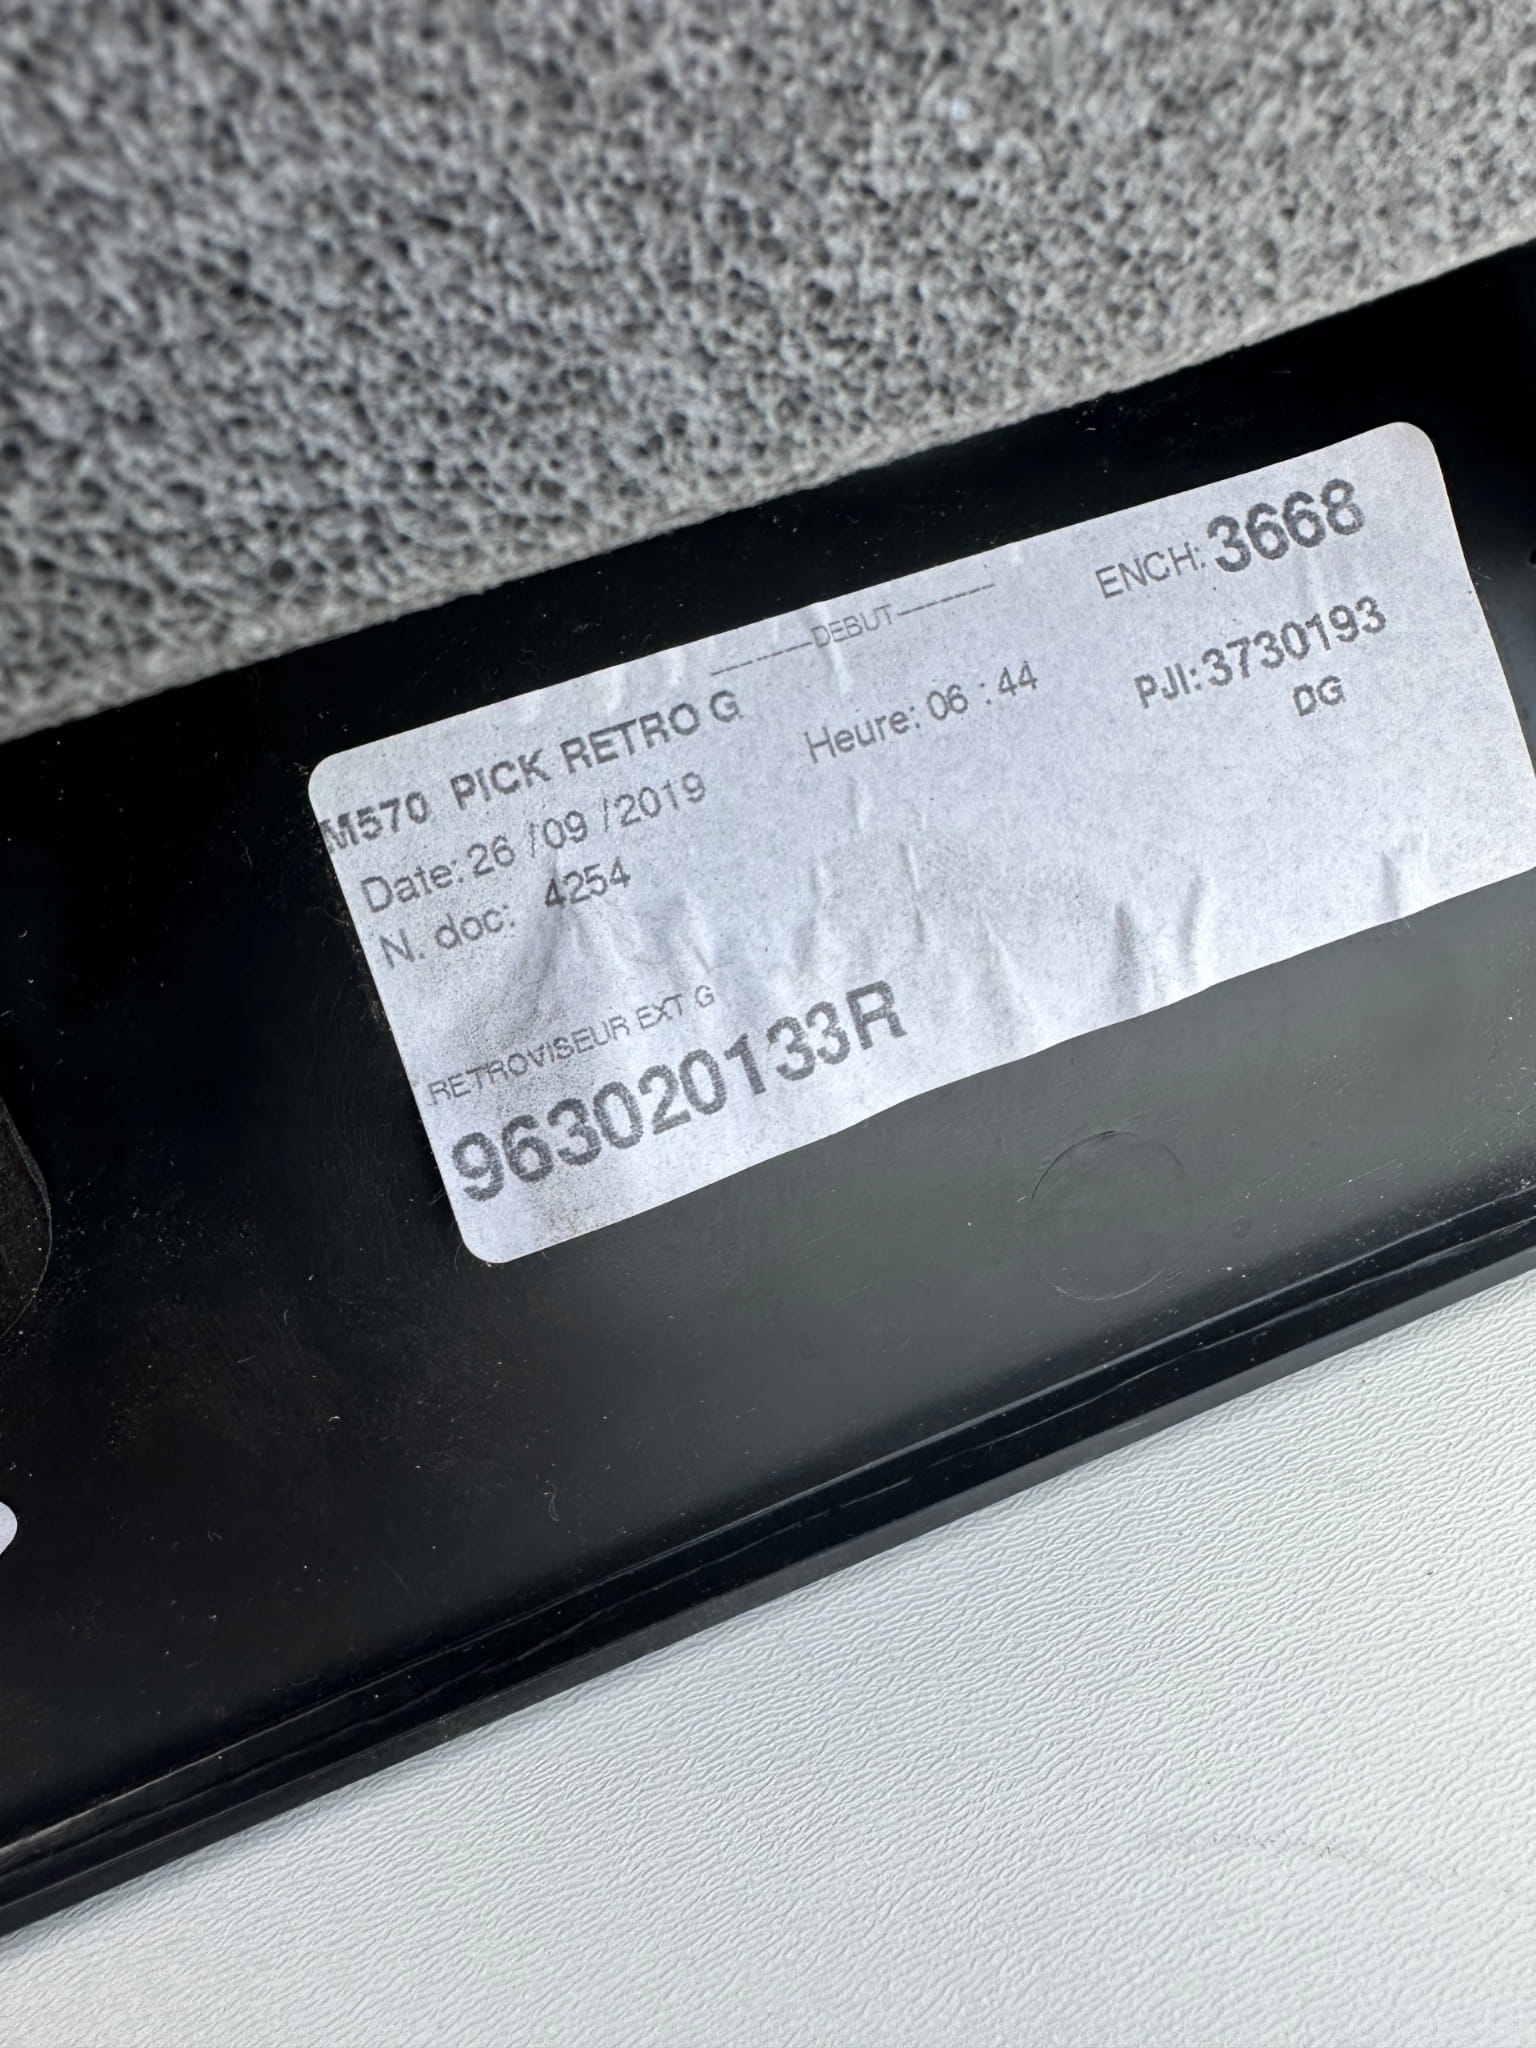 --------DEBUT--------
ENCH: 3668
M570 PICK RETRO G
Date: 26 /09 /2019 Heure: 06 : 44 PJI: 3730193
N. doc: 4254 DG
RETROVISEUR EXT G
963020133R